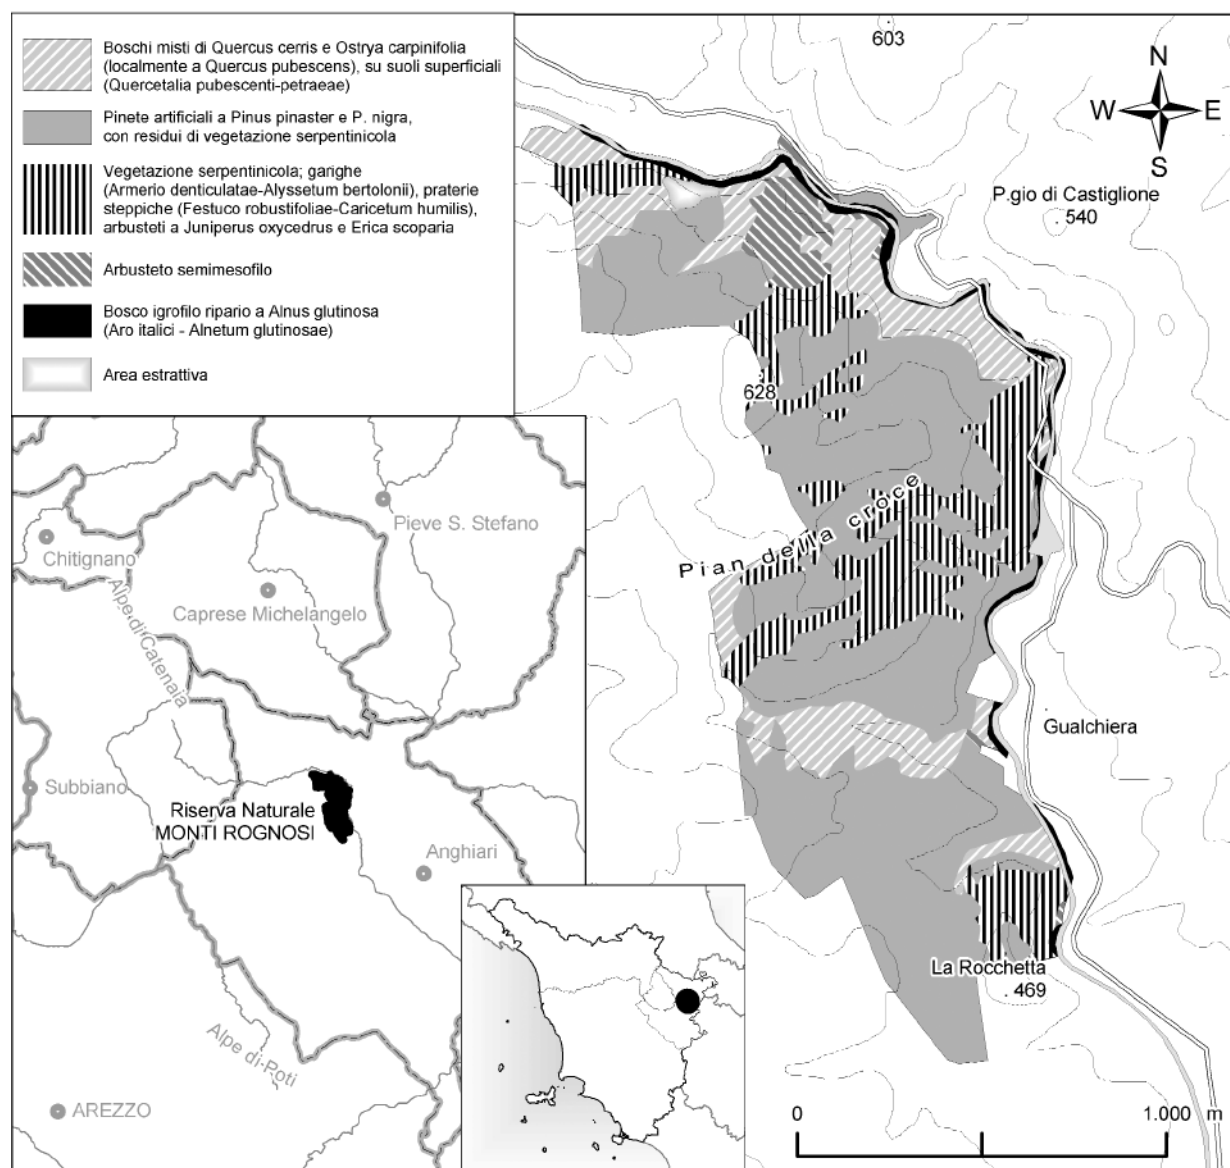 Boschi misti di Quercus cerris e Ostrya carpinifolia
(localmente a Quercus pubescens), su suoli superficiali
(Quercetalia pubescenti-petraeae)
Pinete artificiali a Pinus pinaster e P. nigra,
con residui di vegetazione serpentinicola
Vegetazione serpentinicola; garighe
(Armerio denticulatae-Alyssetum bertolonii), praterie
steppiche (Festuco robustifoliae-Caricetum humilis),
arbusteti a Juniperus oxycedrus e Erica scoparia
Arbusteto semimesofilo
Bosco igrofilo ripario a Alnus glutinosa
(Aro italici - Alnetum glutinosae)
Area estrattiva
603
N
W E
S
P.gio di Castiglione
540
628
Pian della croce
Gualchiera
La Rocchetta
469
Pieve S. Stefano
Chitignano
Caprese Michelangelo
Alpe di Catenaia
Subbiano
Riserva Naturale
MONTI ROGNOSI
Anghiari
Alpe di Poti
AREZZO
0 1.000 m